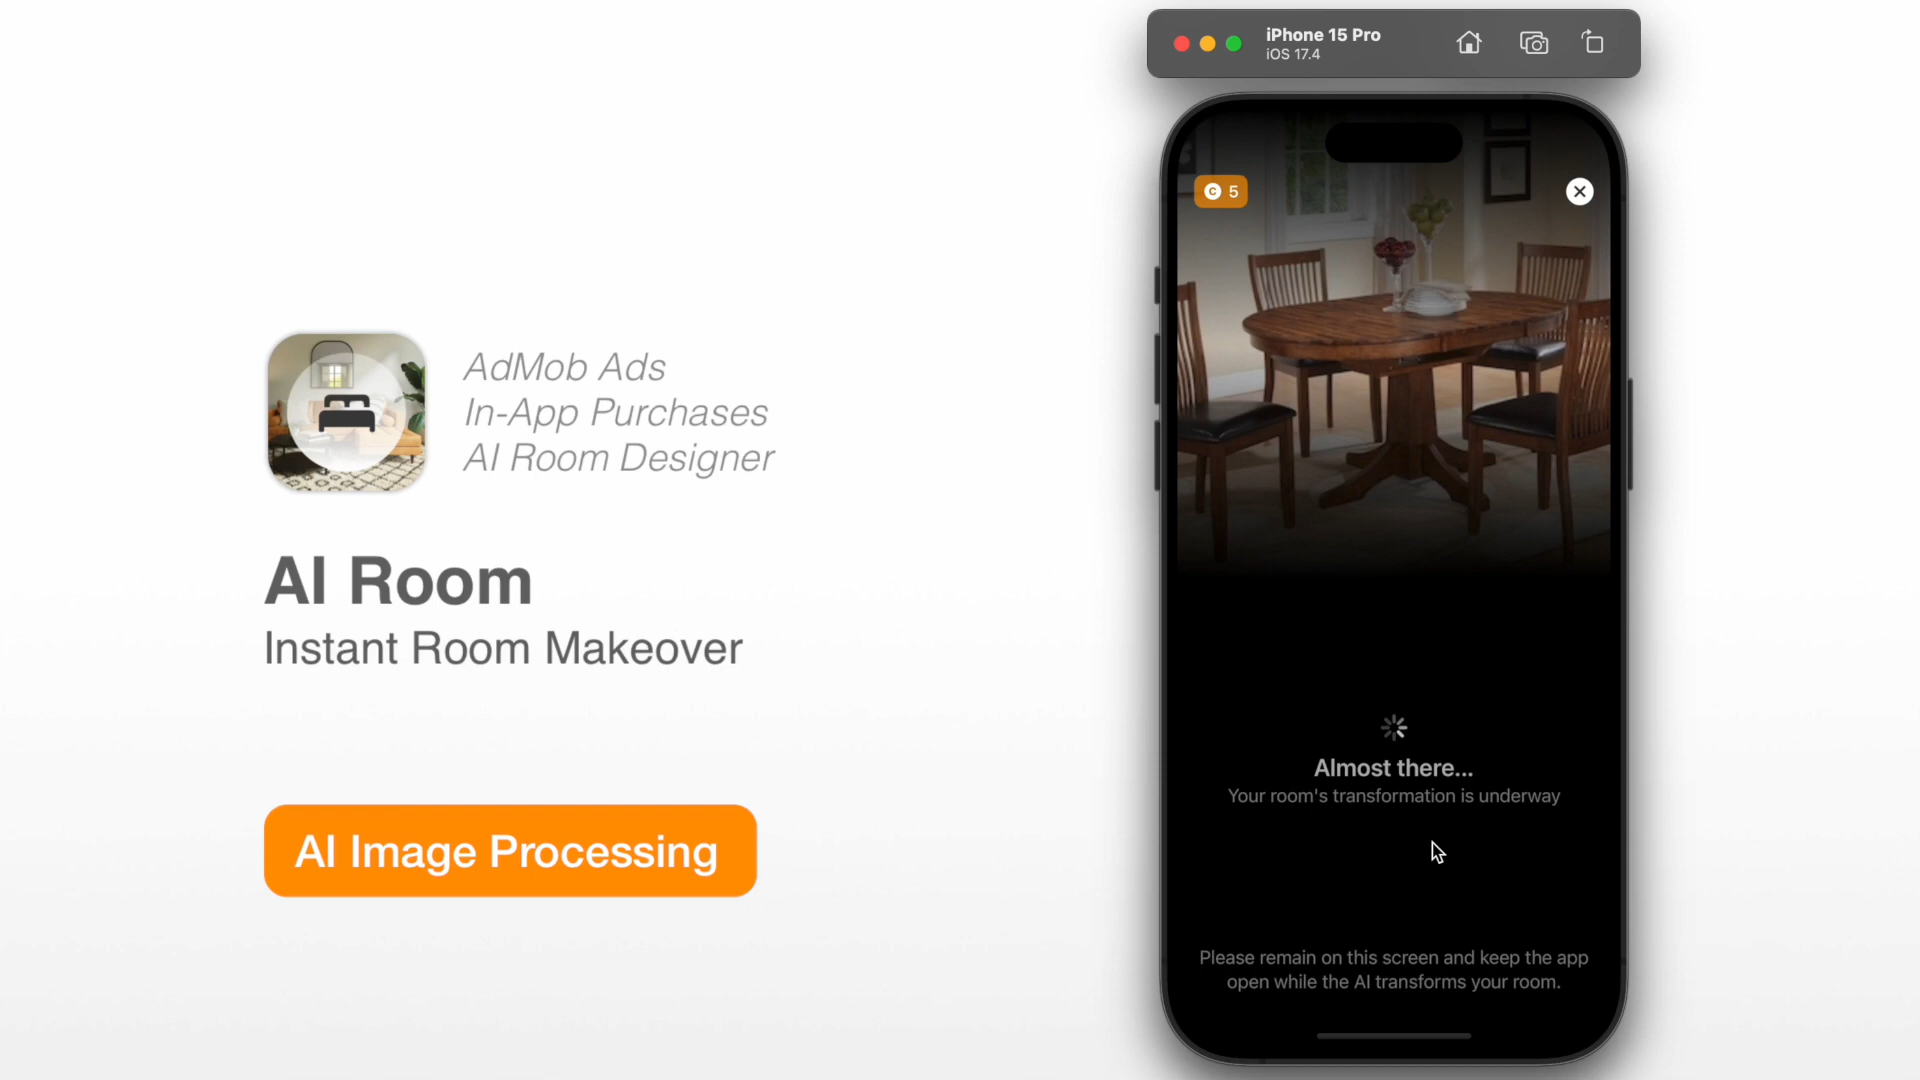 AdMob Ads
In-App Purchases
AI Room Designer
AI Room
Instant Room Makeover
AI Image Processing
iPhone 15 Pro
iOS 17.4
C 5
Almost there...
Your room's transformation is underway
Please remain on this screen and keep the app
open while the AI transforms your room.